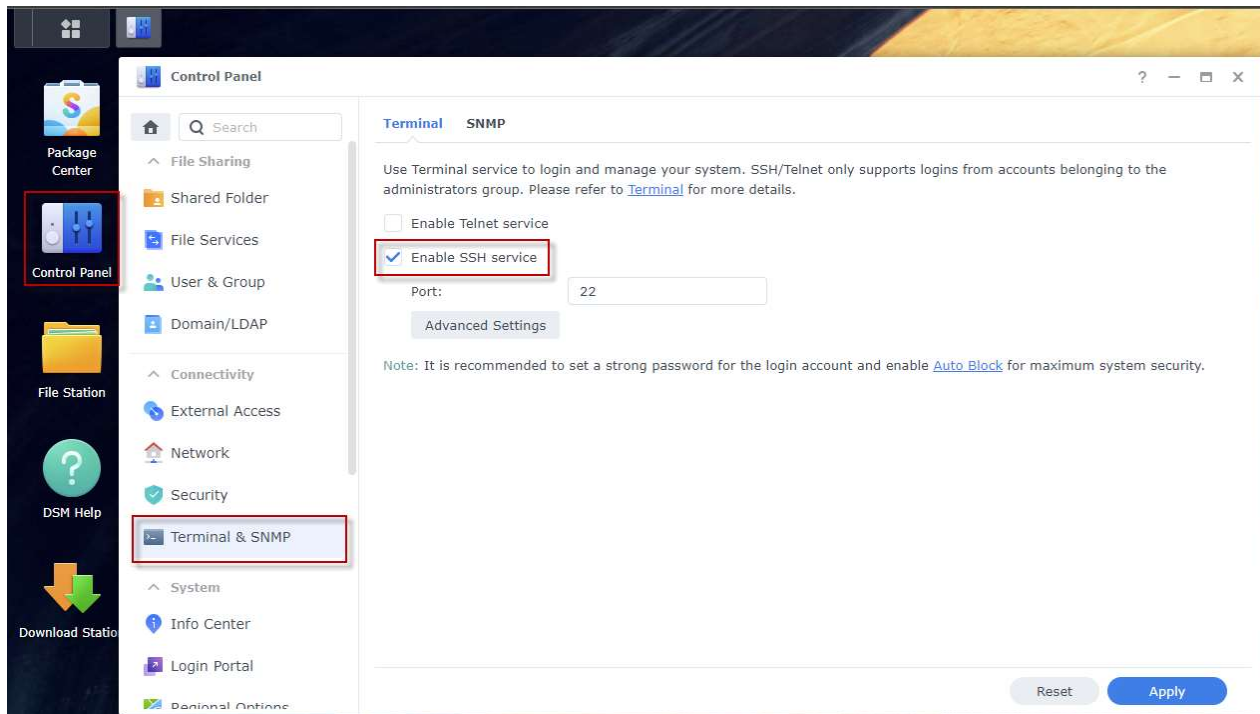 Package
Center
Control Panel
File Station
DSM Help
Download Statio
Control Panel
Search
File Sharing
Shared Folder
File Services
User & Group
Domain/LDAP
Connectivity
External Access
Network
Security
Terminal & SNMP
System
Info Center
Login Portal
Regional Options
Terminal SNMP
Use Terminal service to login and manage your system. SSH/Telnet only supports logins from accounts belonging to the
administrators group. Please refer to Terminal for more details.
Enable Telnet service
Enable SSH service
Port: 22
Advanced Settings
Note: It is recommended to set a strong password for the login account and enable Auto Block for maximum system security.
Reset Apply